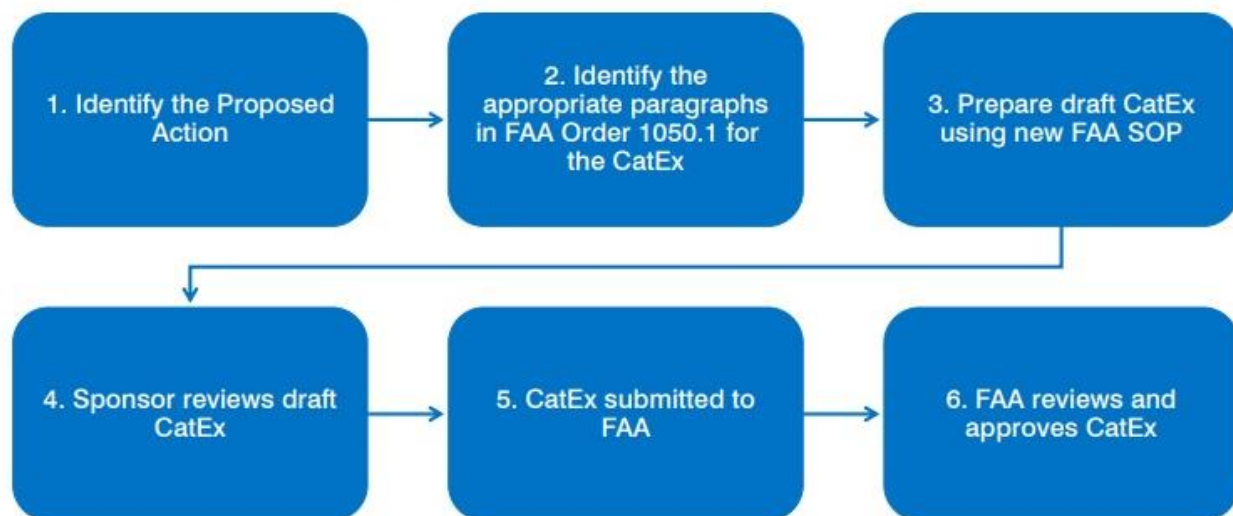 1. Identify the Proposed
Action
2. Identify the
appropriate paragraphs
in FAA Order 1050.1 for
the CatEx
3. Prepare draft CatEx
using new FAA SOP
4. Sponsor reviews draft
CatEx
5. CatEx submitted to
FAA
6. FAA reviews and
approves CatEx